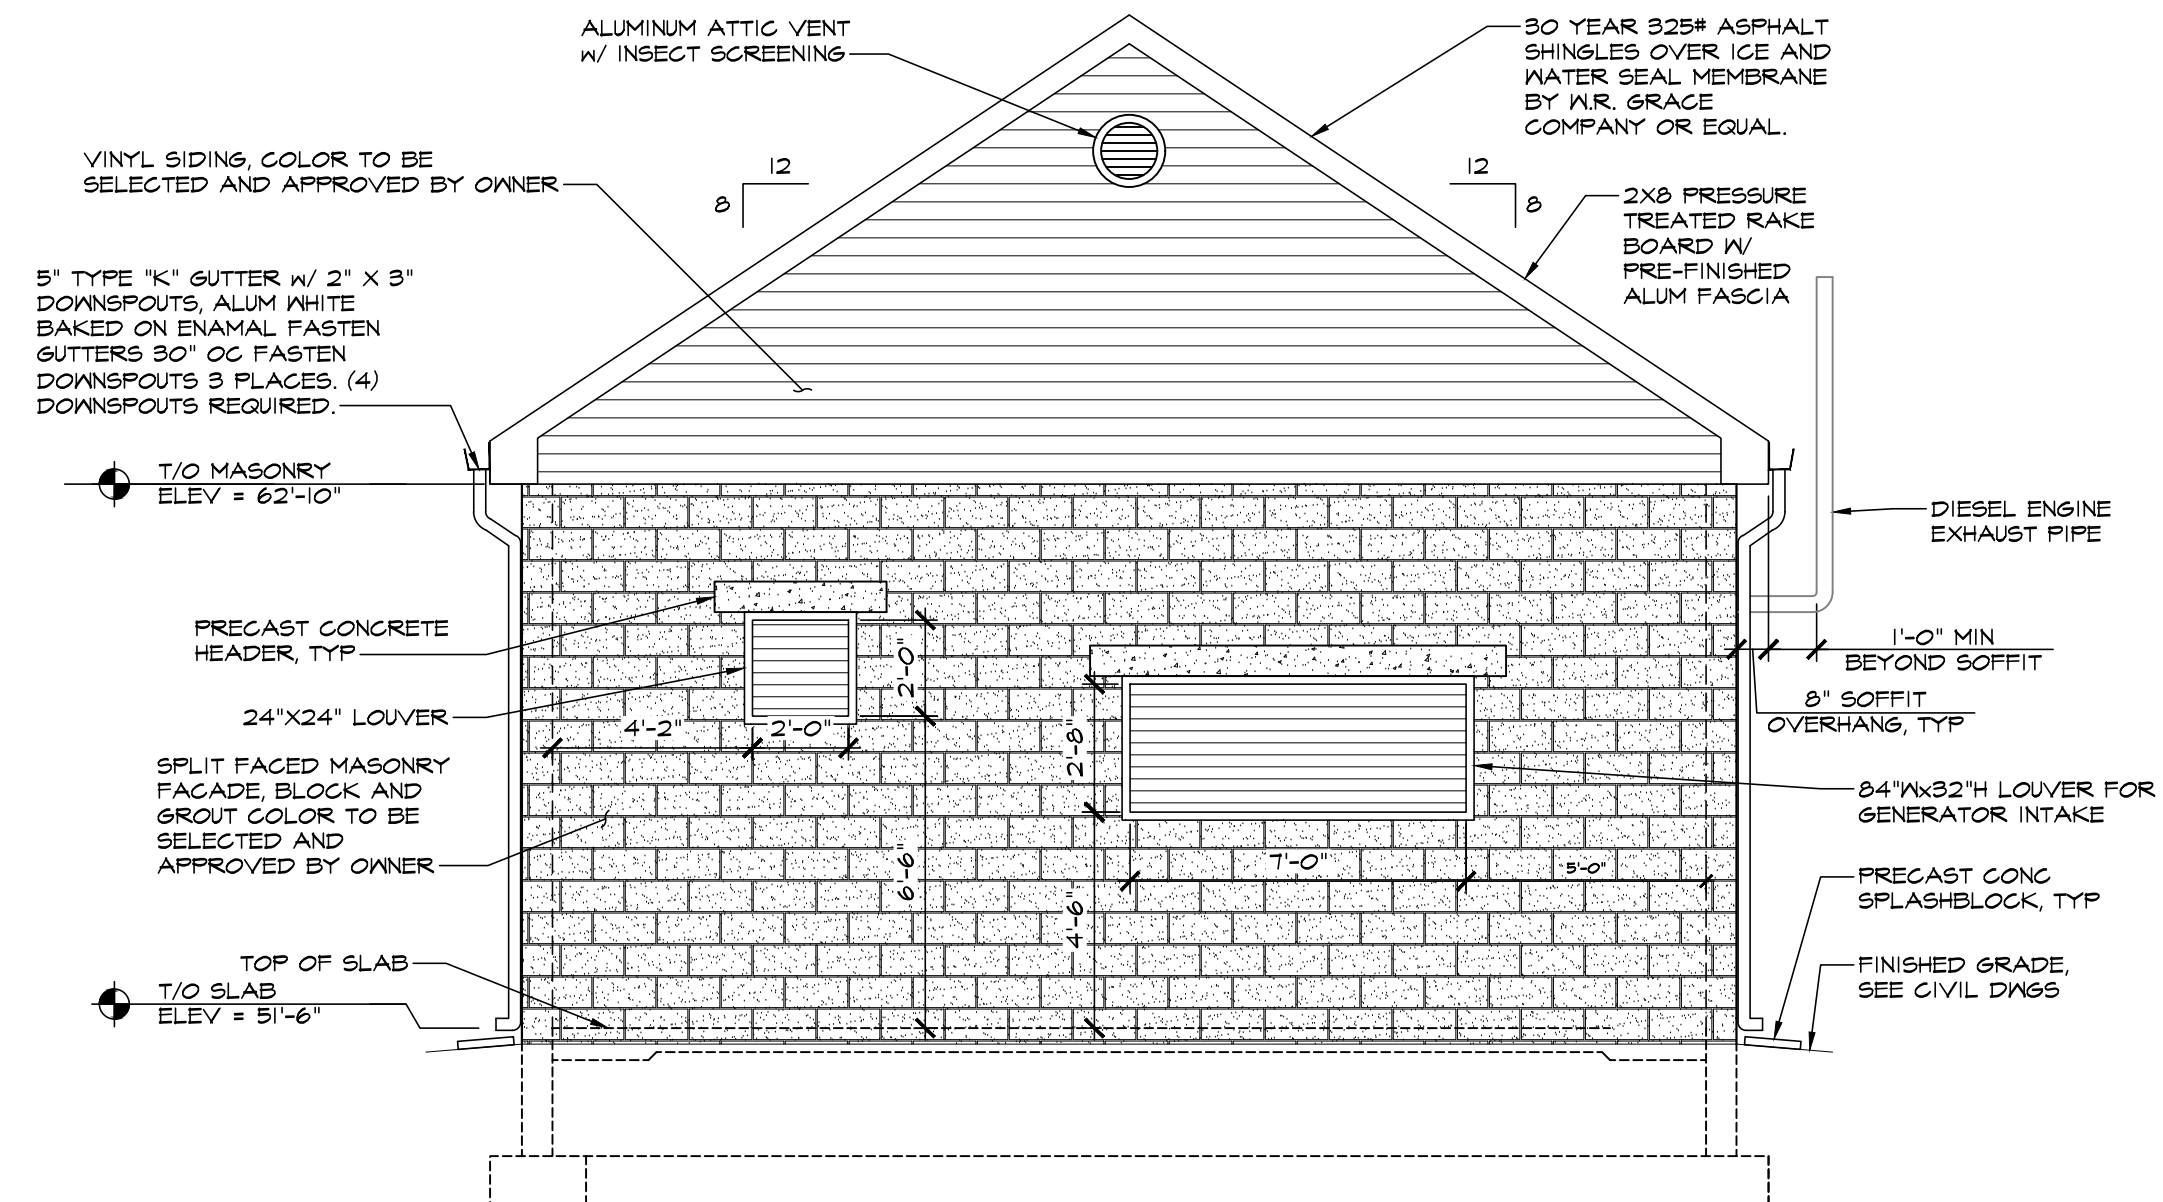 ALUMINUM ATTIC VENT
w/ INSECT SCREENING
30 YEAR 325# ASPHALT
SHINGLES OVER ICE AND
WATER SEAL MEMBRANE
BY W.R. GRACE
COMPANY OR EQUAL.
VINYL SIDING, COLOR TO BE
SELECTED AND APPROVED BY OWNER
12
8
12
8
2X8 PRESSURE
TREATED RAKE
BOARD W/
PRE-FINISHED
ALUM FASCIA
5" TYPE "K" GUTTER w/ 2" X 3"
DOWNSPOUTS, ALUM WHITE
BAKED ON ENAMAL FASTEN
GUTTERS 30" OC FASTEN
DOWNSPOUTS 3 PLACES. (4)
DOWNSPOUTS REQUIRED.
T/O MASONRY
ELEV = 62'-10"
DIESEL ENGINE
EXHAUST PIPE
PRECAST CONCRETE
HEADER, TYP
1'-0" MIN
BEYOND SOFFIT
8" SOFFIT
OVERHANG, TYP
24"X24" LOUVER
4'-2"
2'-0"
2'-0"
2'-8"
SPLIT FACED MASONRY
FACADE, BLOCK AND
GROUT COLOR TO BE
SELECTED AND
APPROVED BY OWNER
84"Wx32"H LOUVER FOR
GENERATOR INTAKE
7'-0"
5'-0"
6'-6"
4'-6"
PRECAST CONC
SPLASHBLOCK, TYP
TOP OF SLAB
T/O SLAB
ELEV = 51'-6"
FINISHED GRADE,
SEE CIVIL DWGS